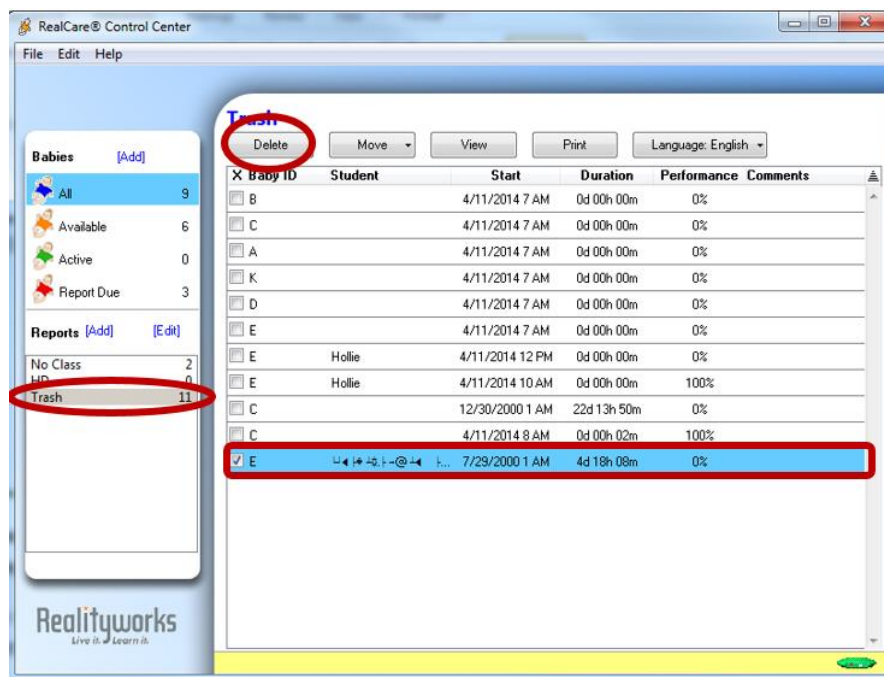 RealCare® Control Center
File Edit Help
Trash
Delete Move View Print Language: English
Babies [Add]
All 9
Available 6
Active 0
Report Due 3
Reports [Add] [Edit]
No Class 2
HD 0
Trash 11
X Baby ID Student Start Duration Performance Comments
B 4/11/2014 7 AM 0d 00h 00m 0%
C 4/11/2014 7 AM 0d 00h 00m 0%
A 4/11/2014 7 AM 0d 00h 00m 0%
K 4/11/2014 7 AM 0d 00h 00m 0%
D 4/11/2014 7 AM 0d 00h 00m 0%
E 4/11/2014 7 AM 0d 00h 00m 0%
E Hollie 4/11/2014 12 PM 0d 00h 00m 0%
E Hollie 4/11/2014 10 AM 0d 00h 00m 100%
C 12/30/2000 1 AM 22d 13h 50m 0%
C 4/11/2014 8 AM 0d 00h 02m 100%
E 7/29/2000 1 AM 4d 18h 08m 0%
Realityworks
Live it. Learn it.